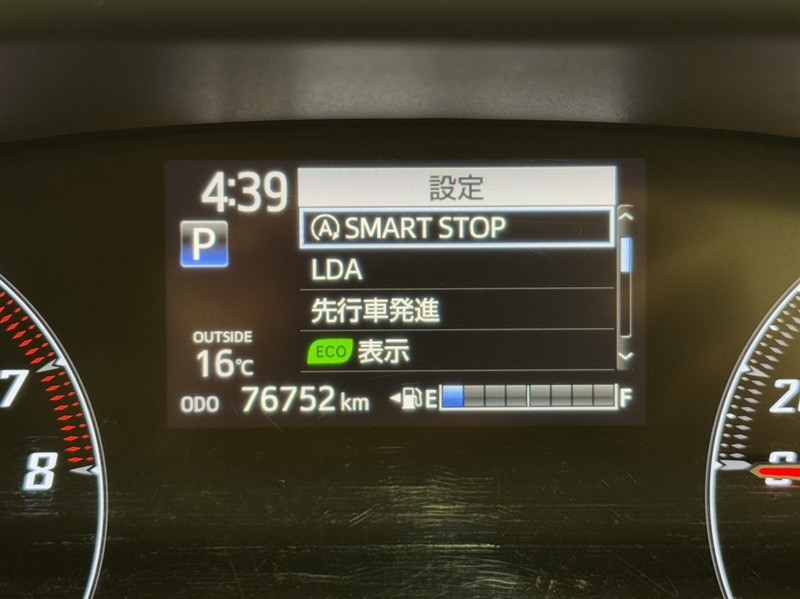 4:39
設定
P
A SMART STOP
LDA
先行車発進
ECO 表示
OUTSIDE
16℃
ODO 76752 km
E F
7
8